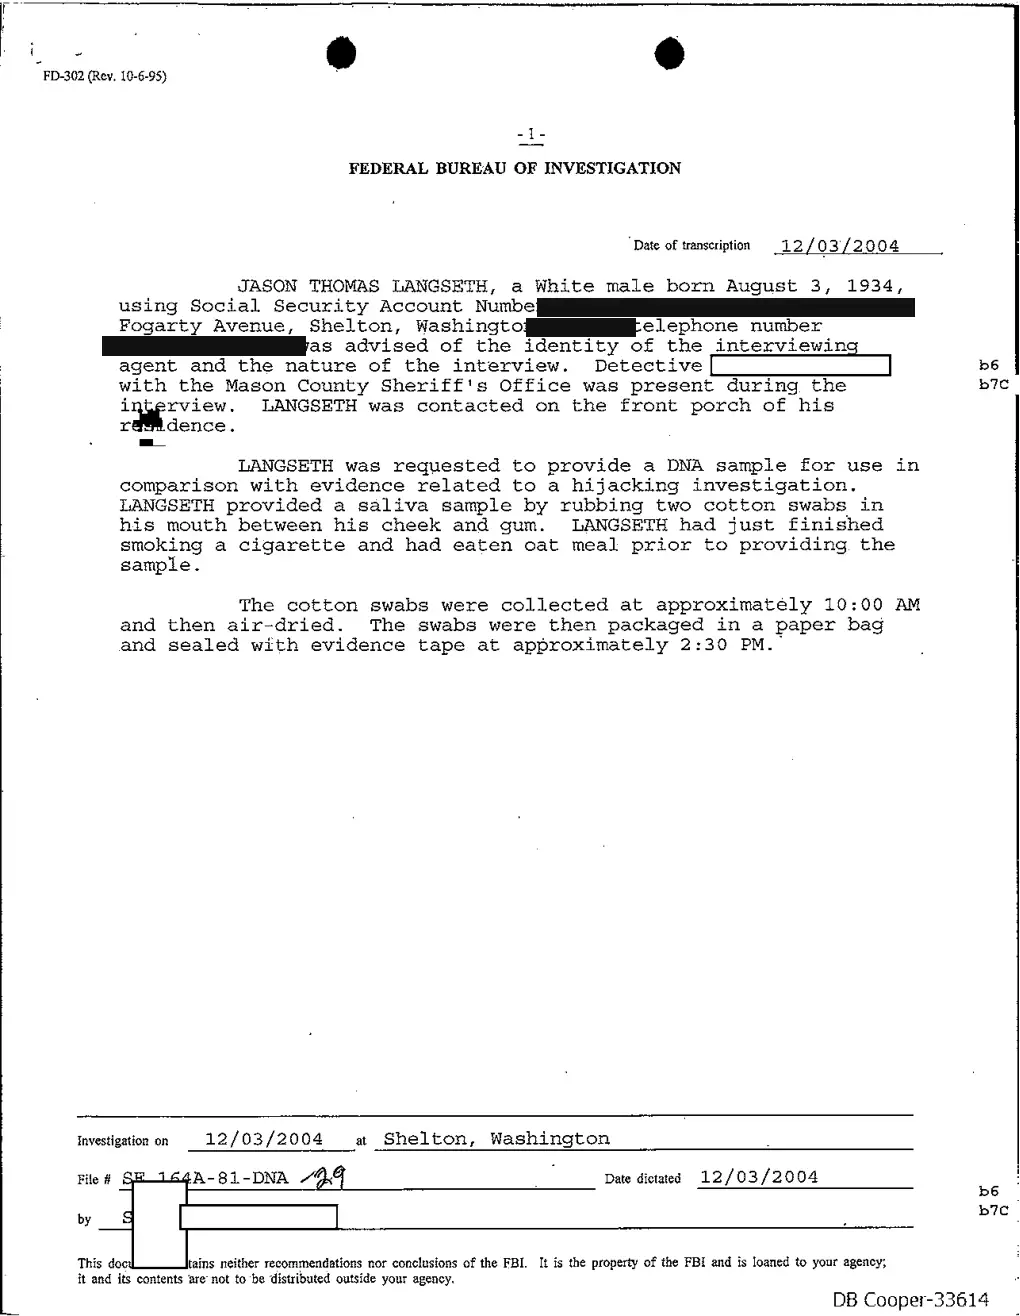 FD-302 (Rev. 10-6-95)
- 1 -
FEDERAL BUREAU OF INVESTIGATION
Date of transcription 12/03/2004
JASON THOMAS LANGSETH, a White male born August 3, 1934,
using Social Security Account Numbe
Fogarty Avenue, Shelton, Washingto elephone number
as advised of the identity of the interviewing
agent and the nature of the interview. Detective
b6
with the Mason County Sheriff's Office was present during the
b7C
interview. LANGSETH was contacted on the front porch of his
residence.
LANGSETH was requested to provide a DNA sample for use in
comparison with evidence related to a hijacking investigation.
LANGSETH provided a saliva sample by rubbing two cotton swabs in
his mouth between his cheek and gum. LANGSETH had just finished
smoking a cigarette and had eaten oat meal prior to providing the
sample.
The cotton swabs were collected at approximately 10:00 AM
and then air-dried. The swabs were then packaged in a paper bag
and sealed with evidence tape at approximately 2:30 PM.
Investigation on 12/03/2004 at Shelton, Washington
File # SE 164A-81-DNA Date dictated 12/03/2004
b6
by S
b7C
This doc tains neither recommendations nor conclusions of the FBI. It is the property of the FBI and is loaned to your agency;
it and its contents are not to be distributed outside your agency.
DB Cooper-33614